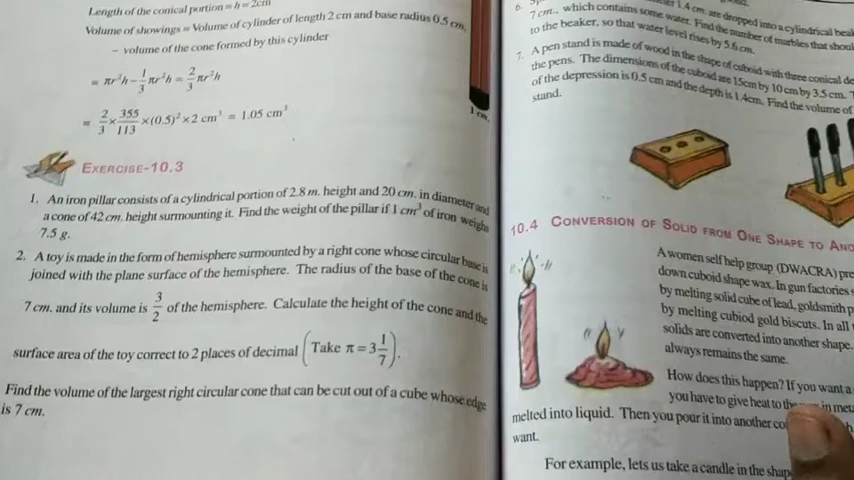 Length of the conical portion = h = 2cm
Volume of showings = Volume of cylinder of length 2 cm and base radius 0.5 cm.
– volume of the cone formed by this cylinder
= πr²h – 1/3 πr²h = 2/3 πr²h
= 2/3 × 355/113 × (0.5)² × 2 cm³ = 1.05 cm³
1 cm.
EXERCISE-10.3
1. An iron pillar consists of a cylindrical portion of 2.8 m. height and 20 cm. in diameter and
a cone of 42 cm. height surmounting it. Find the weight of the pillar if 1 cm³ of iron weighs
7.5 g.
2. A toy is made in the form of hemisphere surmounted by a right cone whose circular base is
joined with the plane surface of the hemisphere. The radius of the base of the cone is
7 cm. and its volume is 3/2 of the hemisphere. Calculate the height of the cone and the
surface area of the toy correct to 2 places of decimal (Take π = 3 1/7).
Find the volume of the largest right circular cone that can be cut out of a cube whose edge
is 7 cm.
6. 1.4 cm. are dropped into a cylindrical
7 cm., which contains some water. Find the number of marbles that
to the beaker, so that water level rises by 5.6 cm.
7. A pen stand is made of wood in the shape of cuboid with three conical
the pens. The dimensions of the cuboid are 15cm by 10 cm by 3.5 cm.
of the depression is 0.5 cm and the depth is 1.4cm. Find the volume of
stand.
10.4 CONVERSION OF SOLID FROM ONE SHAPE TO
A women self help group (DWACRA)
down cuboid shape wax. In gun factories
by melting solid cube of lead, goldsmith
by melting cubiod gold biscuts. In all
solids are converted into another shape.
always remains the same.
How does this happen? If you want a
you have to give heat to the
melted into liquid. Then you pour it into another
want.
For example, lets us take a candle in the